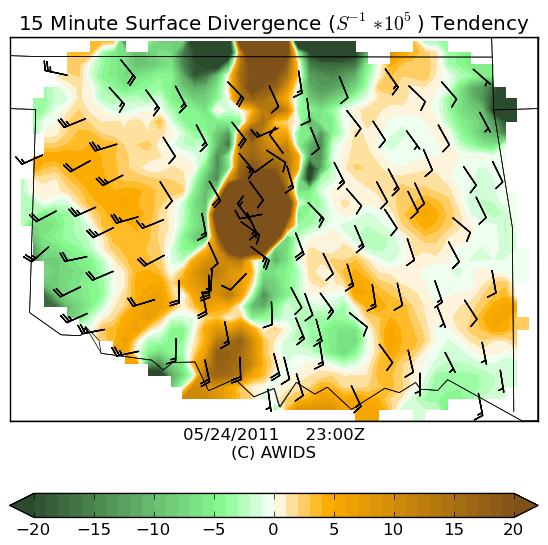 15 Minute Surface Divergence (S⁻¹ ∗10⁵ ) Tendency
05/24/2011 23:00Z
(C) AWIDS
−20 −15 −10 −5 0 5 10 15 20